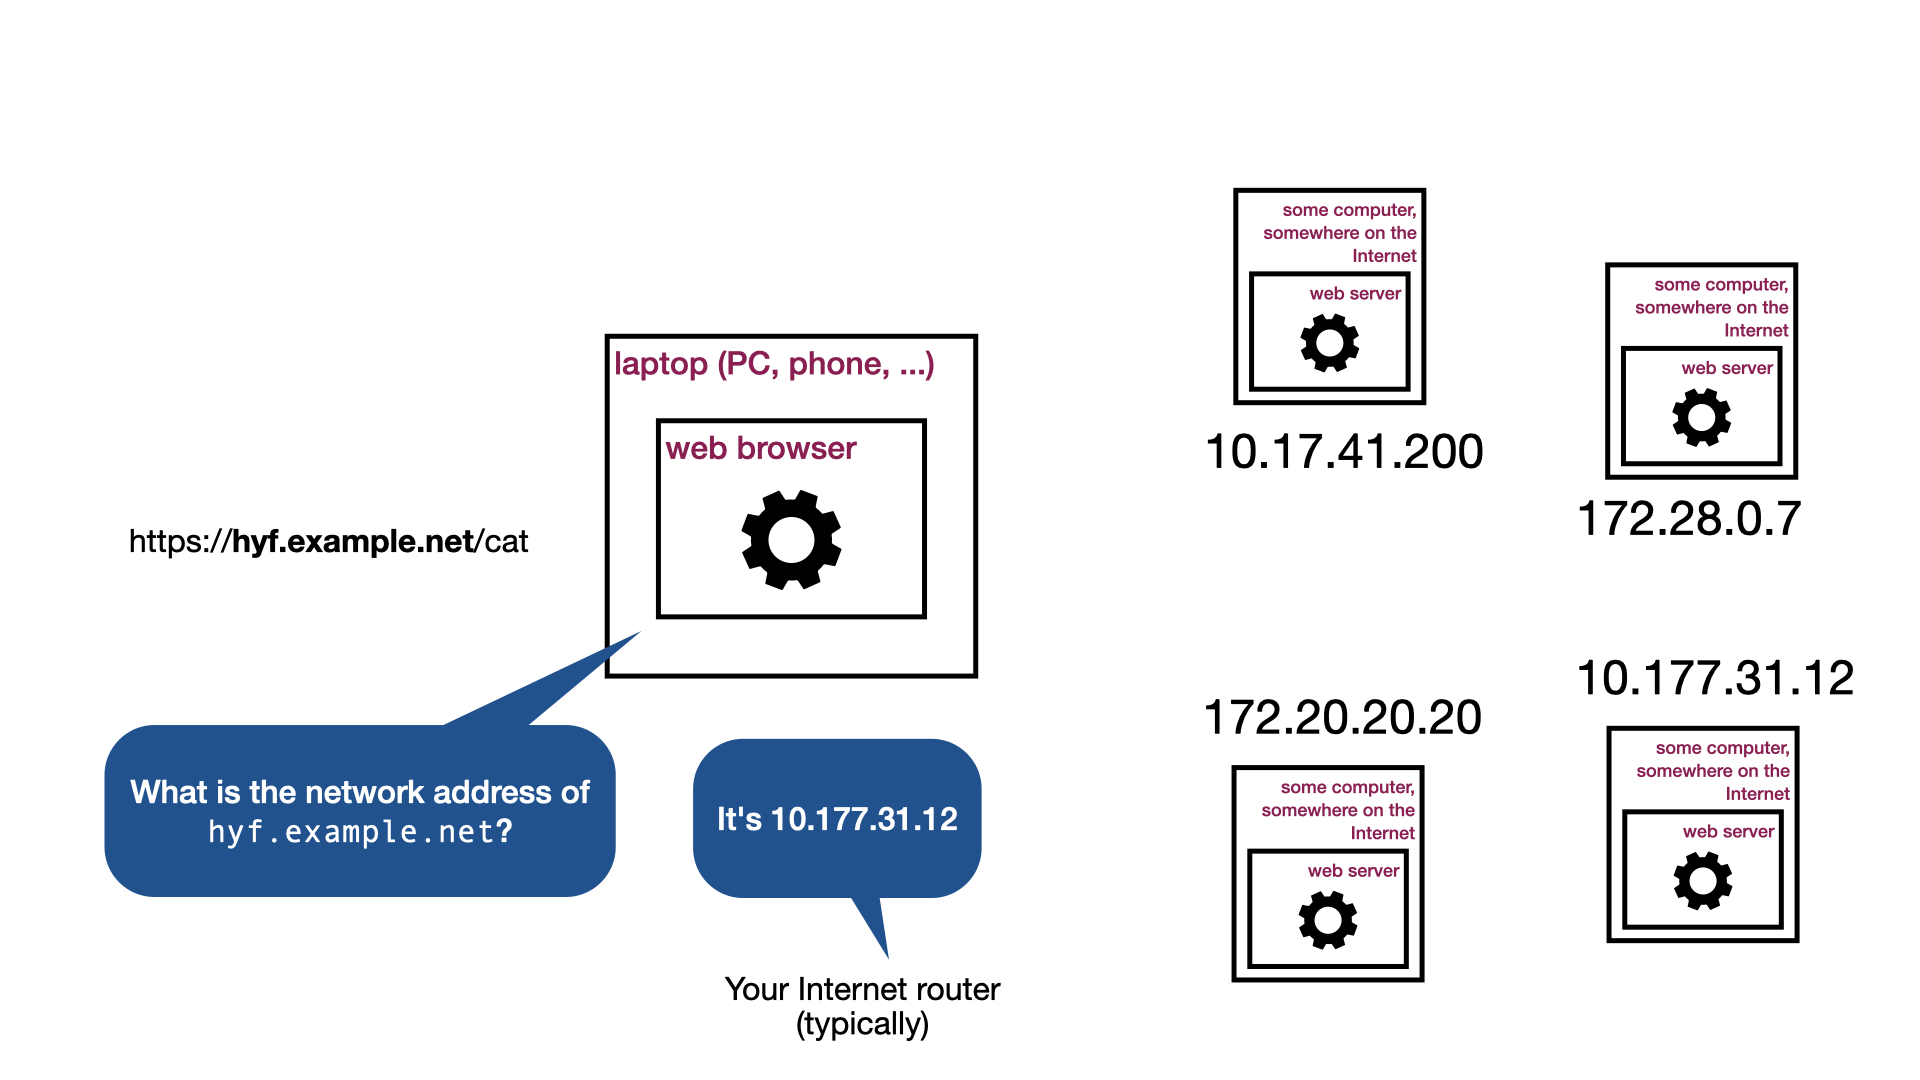 https://hyf.example.net/cat
laptop (PC, phone, ...)
web browser
What is the network address of
hyf.example.net?
It's 10.177.31.12
Your Internet router
(typically)
some computer,
somewhere on the
Internet
web server
10.17.41.200
some computer,
somewhere on the
Internet
web server
172.28.0.7
172.20.20.20
some computer,
somewhere on the
Internet
web server
10.177.31.12
some computer,
somewhere on the
Internet
web server